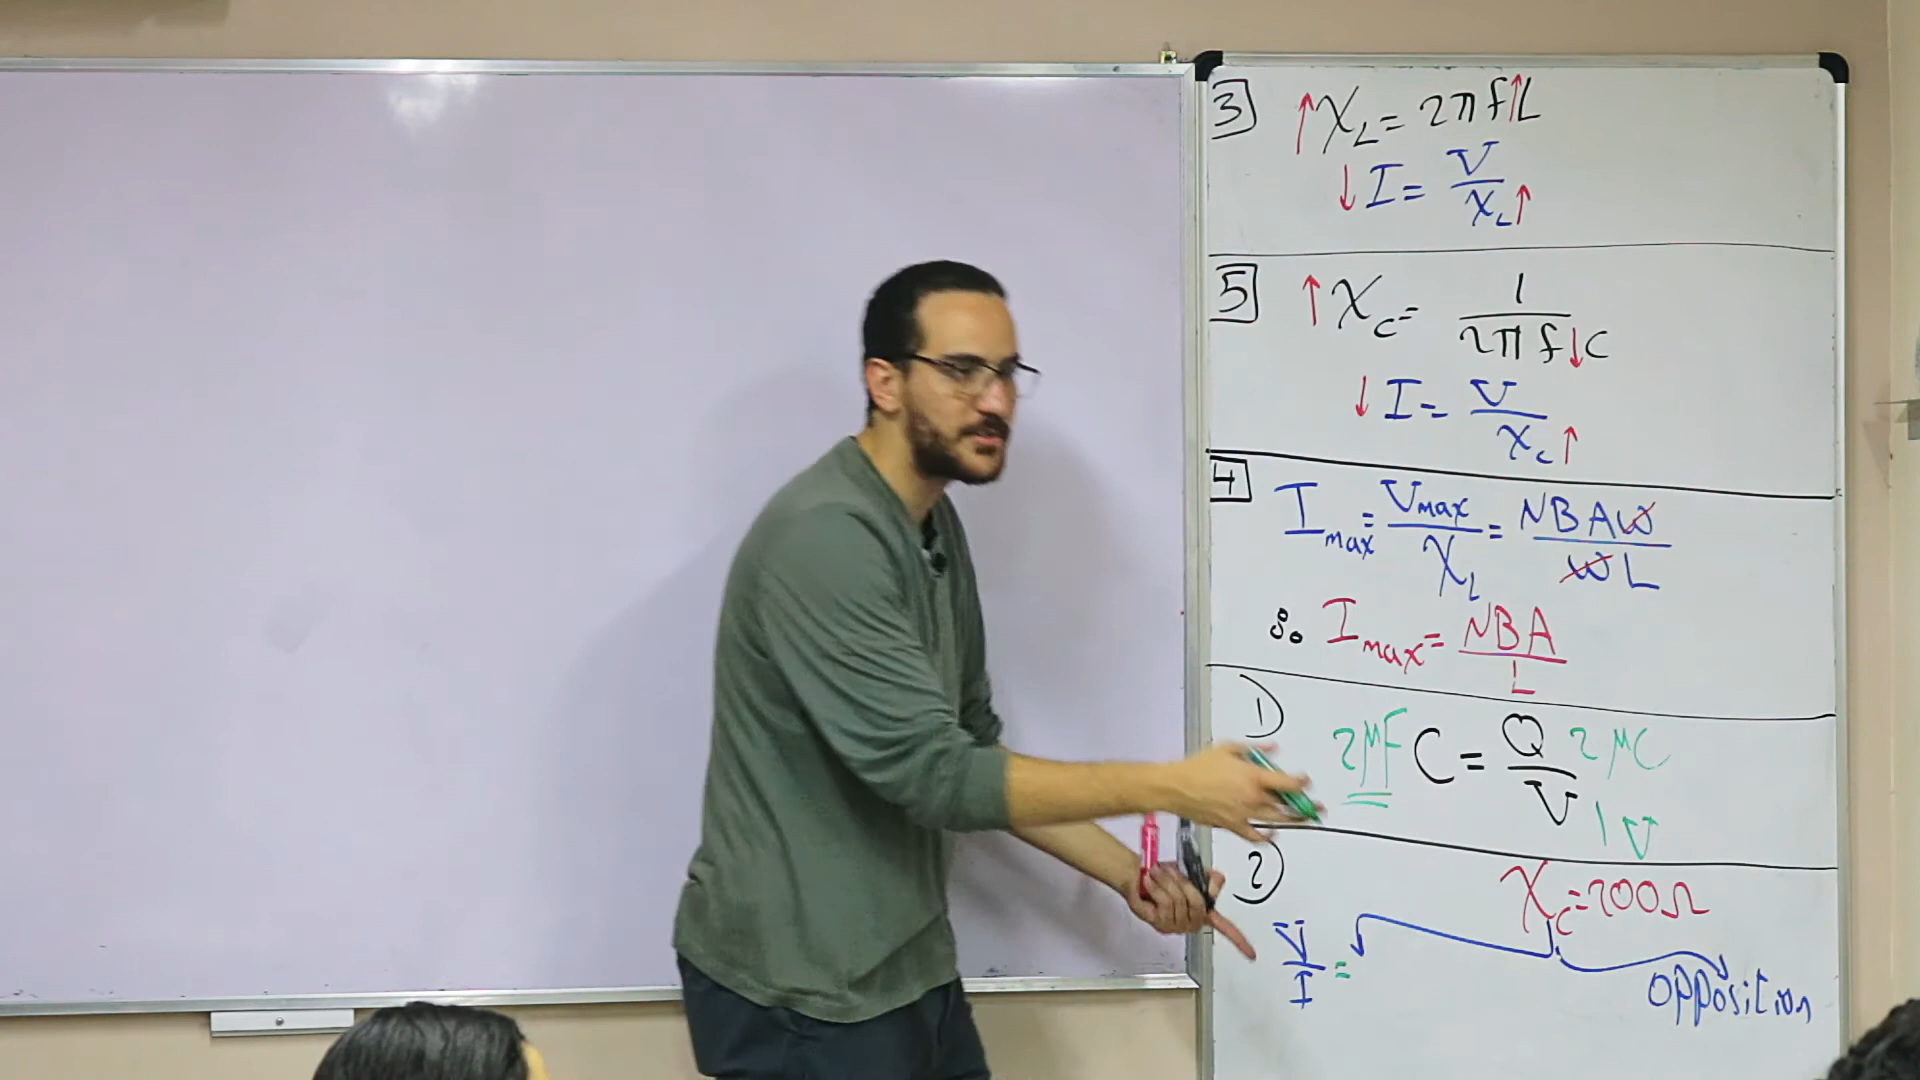 3 ↑X_L = 2πf↑L
↓I = V/X_L↑
5 ↑X_C = 1/2πf↓C
↓I = V/X_C↑
4 I_max = V_max/X_L = NBAω/ωL
∴ I_max = NBA/L
1) 2μF C = Q/V 2μC
1V
2) X_C = 200Ω
V/I =
opposition